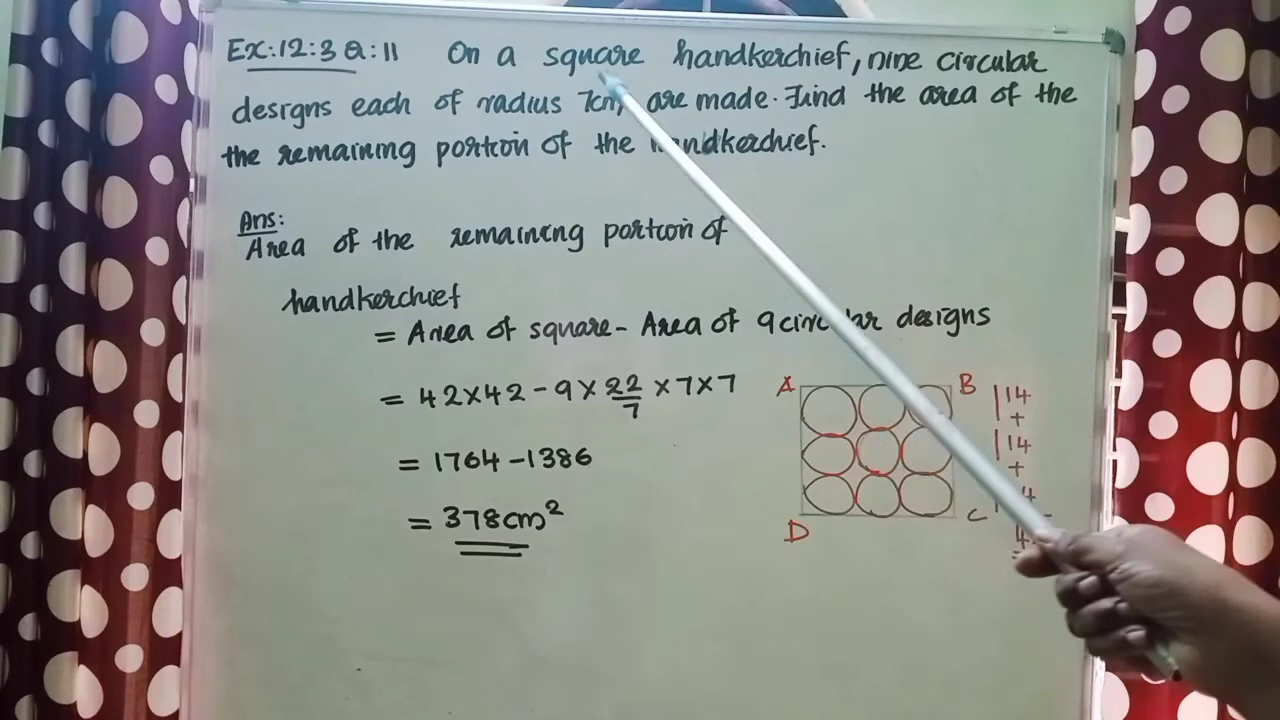 Ex:12:3 Q:11 On a square handkerchief, nine circular
designs each of radius 7cm, are made. Find the area of the
the remaining portion of the handkerchief.
Ans:
Area of the remaining portion of
handkerchief
= Area of square - Area of 9 circular designs
= 42×42 - 9 × 22/7 × 7 × 7
= 1764 - 1386
= 378cm²
A B
D C
14
+
14
+